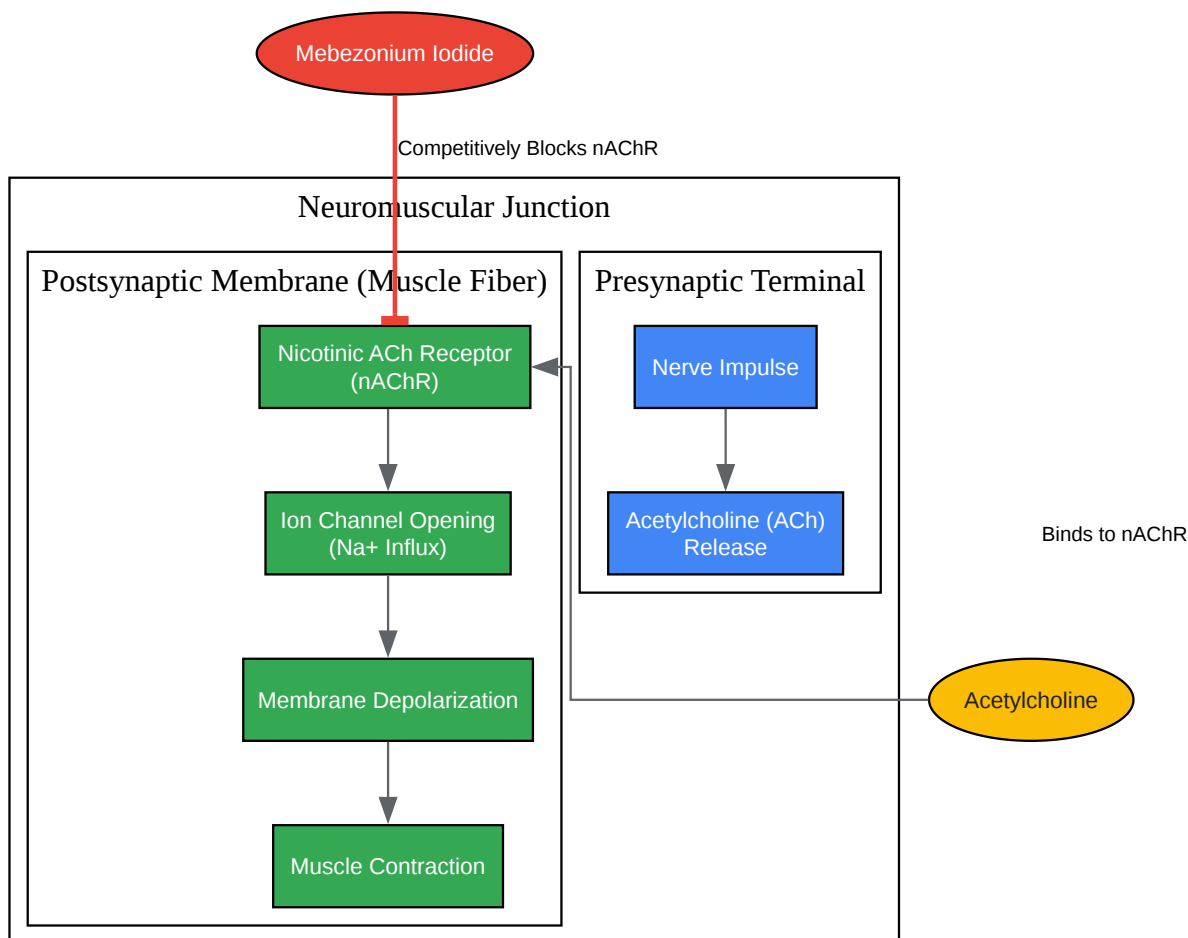 Mebezonium Iodide
Competitively Blocks nAChR
Neuromuscular Junction
Postsynaptic Membrane (Muscle Fiber)
Nicotinic ACh Receptor
(nAChR)
Ion Channel Opening
(Na+ Influx)
Membrane Depolarization
Muscle Contraction
Presynaptic Terminal
Nerve Impulse
Acetylcholine (ACh)
Release
Binds to nAChR
Acetylcholine